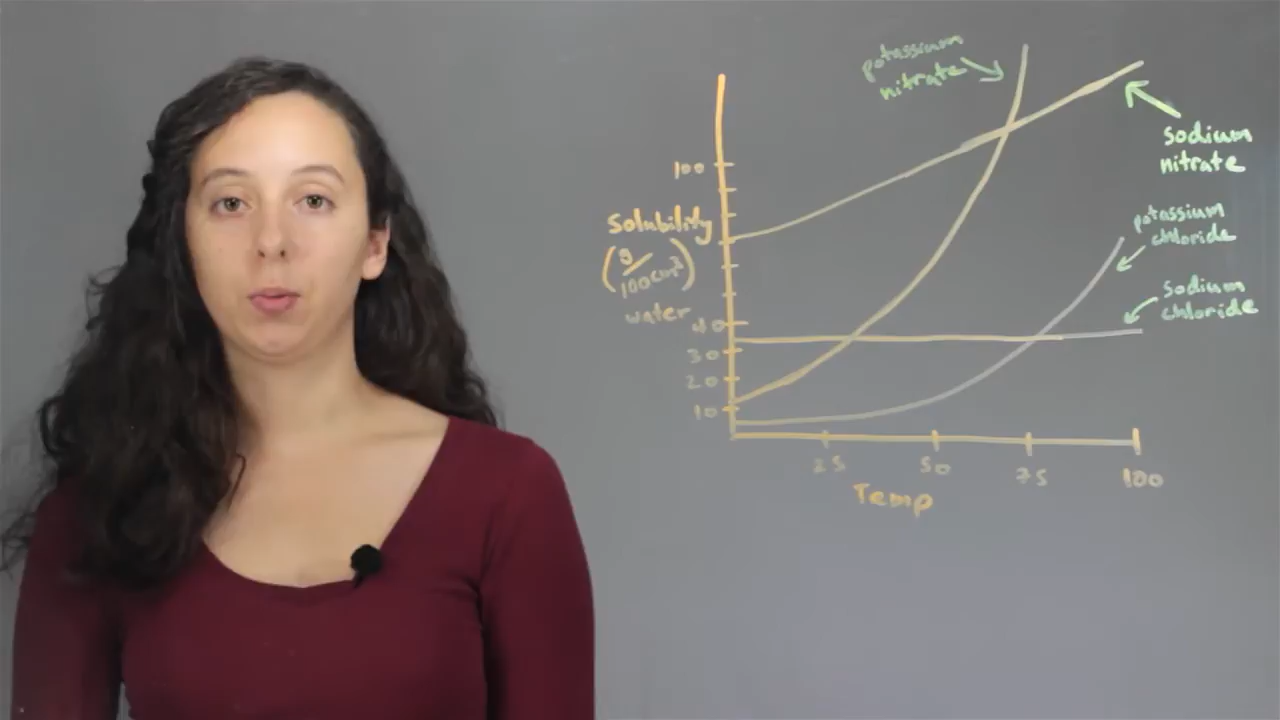 potassium
nitrate
sodium
nitrate
potassium
chloride
sodium
chloride
Solubility
(g/100cm³)
water
100
40
30
20
10
25 50 75 100
Temp